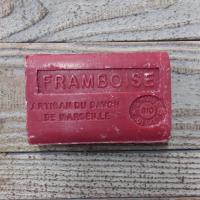 FRAMBOISE
ARTISAN DU SAVON
DE MARSEILLE